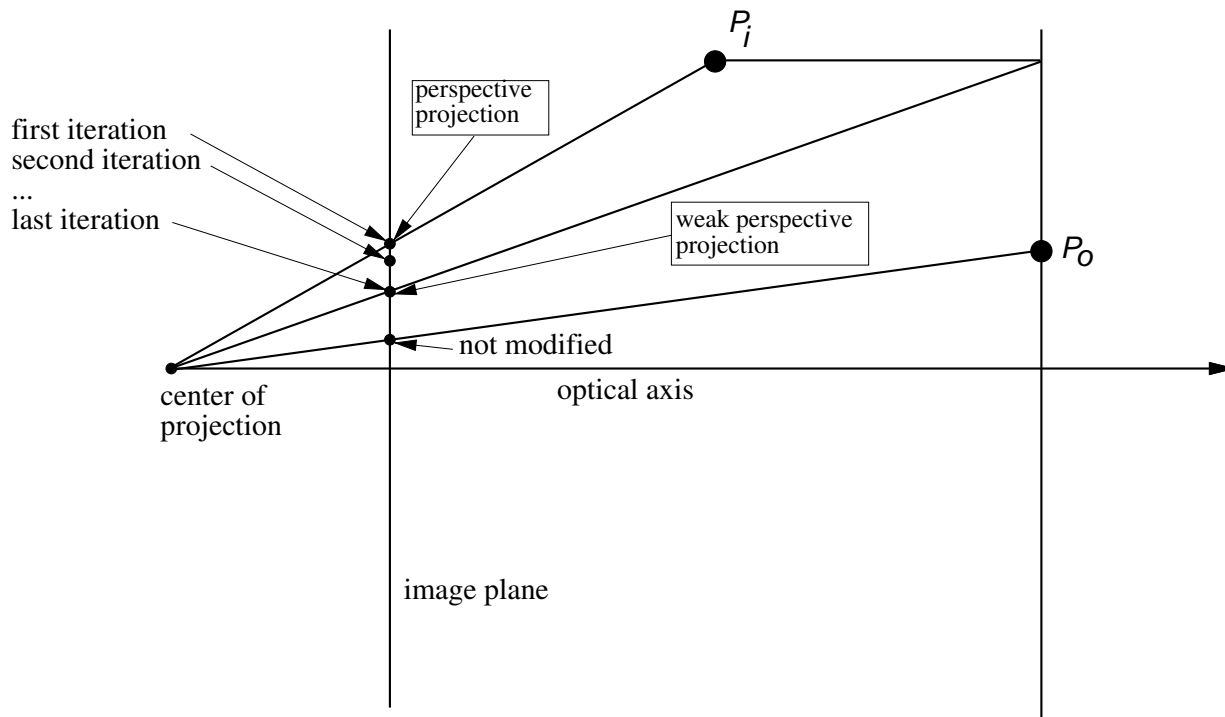 P i
perspective
projection
first iteration
second iteration
...
last iteration
weak perspective
projection
P o
not modified
optical axis
center of
projection
image plane